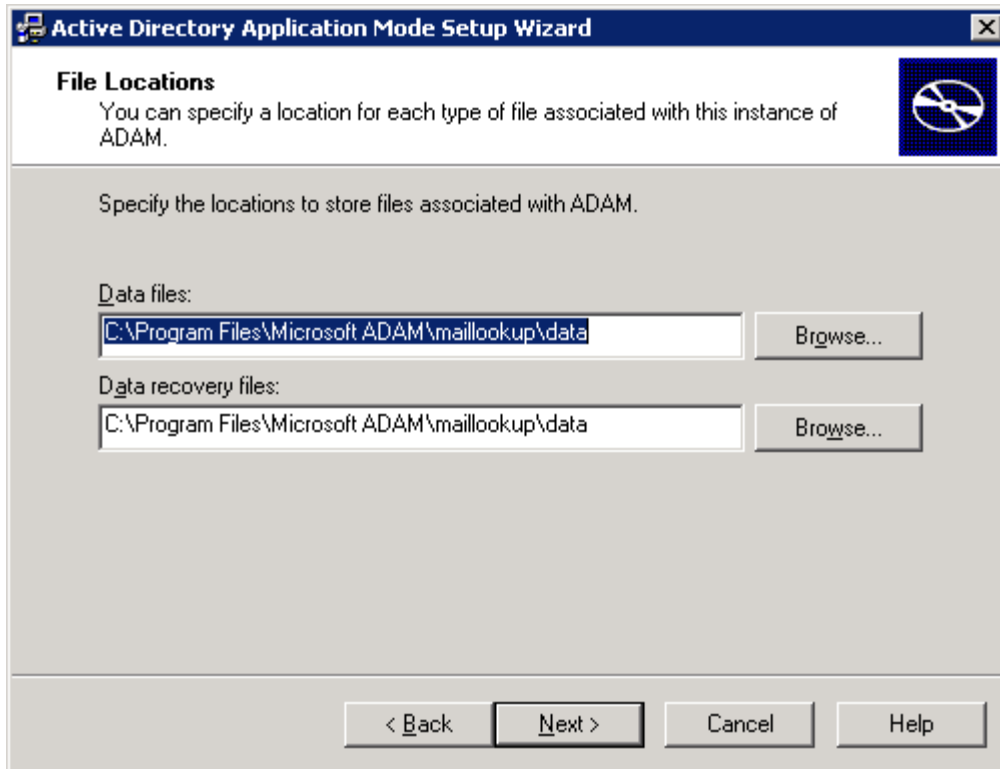 Active Directory Application Mode Setup Wizard
File Locations
You can specify a location for each type of file associated with this instance of
ADAM.
Specify the locations to store files associated with ADAM.
Data files:
C:\Program Files\Microsoft ADAM\maillookup\data
Browse...
Data recovery files:
C:\Program Files\Microsoft ADAM\maillookup\data
Browse...
< Back Next > Cancel Help